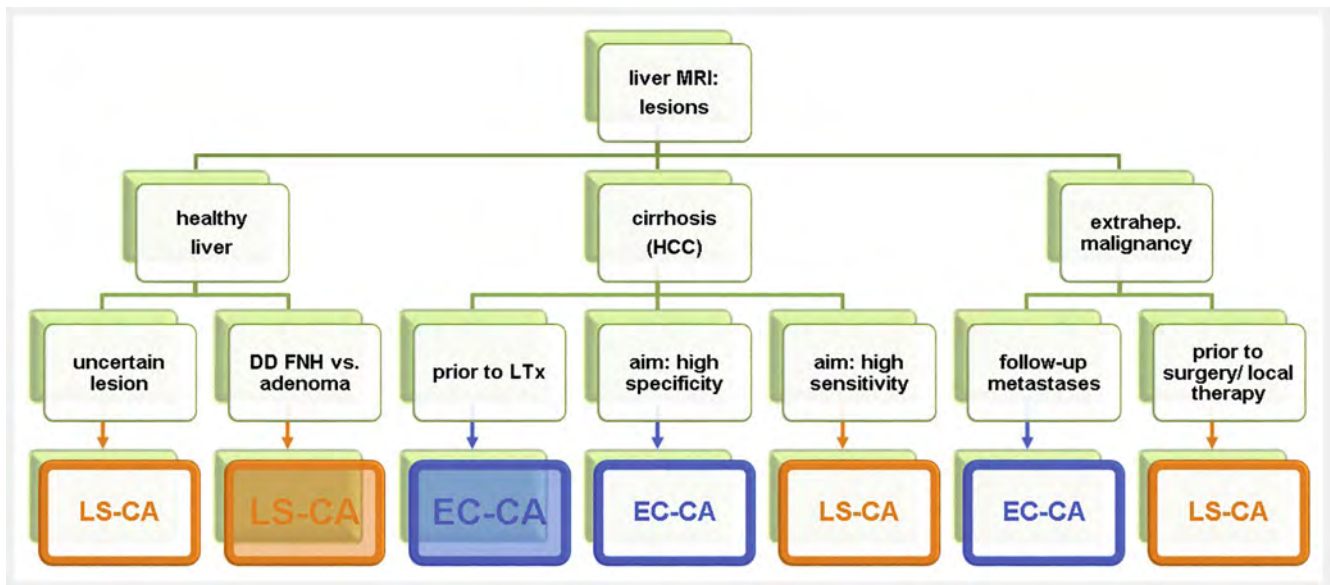 liver MRI:
lesions
healthy
liver
cirrhosis
(HCC)
extrahep.
malignancy
uncertain
lesion
DD FNH vs.
adenoma
prior to LTx
aim: high
specificity
aim: high
sensitivity
follow-up
metastases
prior to
surgery/ local
therapy
LS-CA
LS-CA
EC-CA
EC-CA
LS-CA
EC-CA
LS-CA